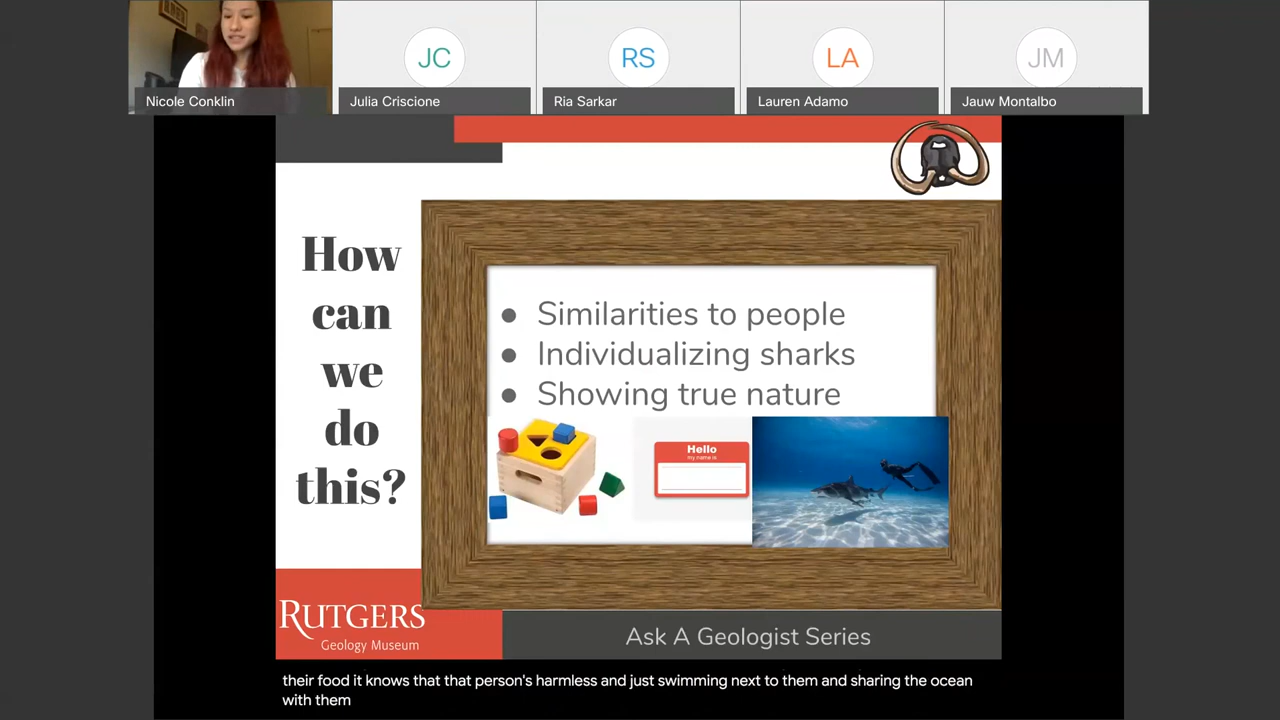 JC
RS
LA
JM
Nicole Conklin
Julia Criscione
Ria Sarkar
Lauren Adamo
Jauw Montalbo
How
can
we
do
this?
● Similarities to people
● Individualizing sharks
● Showing true nature
Hello
my name is
RUTGERS
Geology Museum
Ask A Geologist Series
their food it knows that that person's harmless and just swimming next to them and sharing the ocean
with them